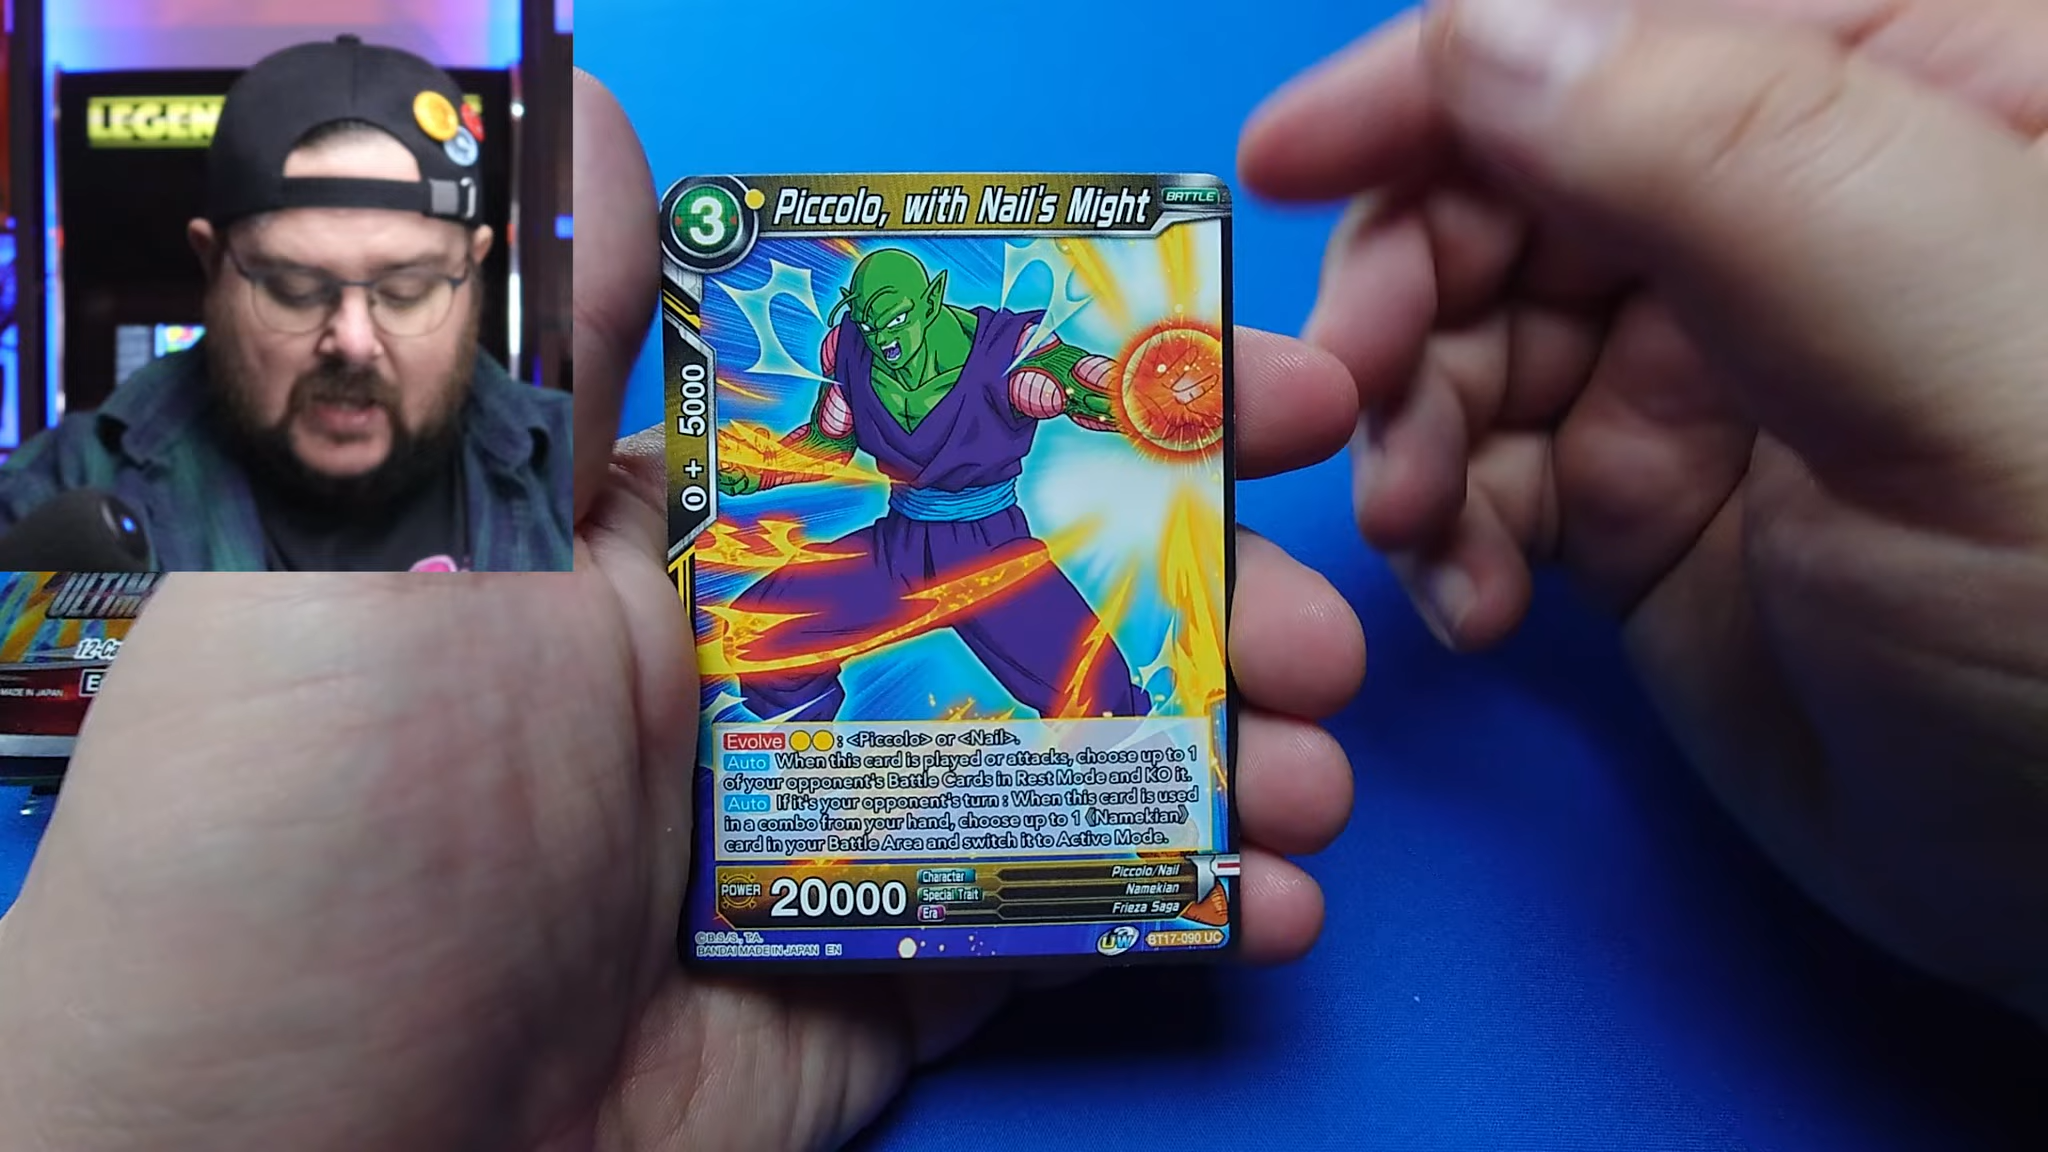 LEGEN
ULTIM
12-Ca
MADE IN JAPAN
E
3
Piccolo, with Nail's Might
BATTLE
0 + 5000
Evolve : <Piccolo> or <Nail>.
Auto When this card is played or attacks, choose up to 1
of your opponent's Battle Cards in Rest Mode and KO it.
Auto If it's your opponent's turn : When this card is used
in a combo from your hand, choose up to 1 《Namekian》
card in your Battle Area and switch it to Active Mode.
POWER 20000
Character Piccolo/Nail
Special Trait Namekian
Era Frieza Saga
©B.S./S., T.A.
BANDAI MADE IN JAPAN EN
UW
BT17-090 UC